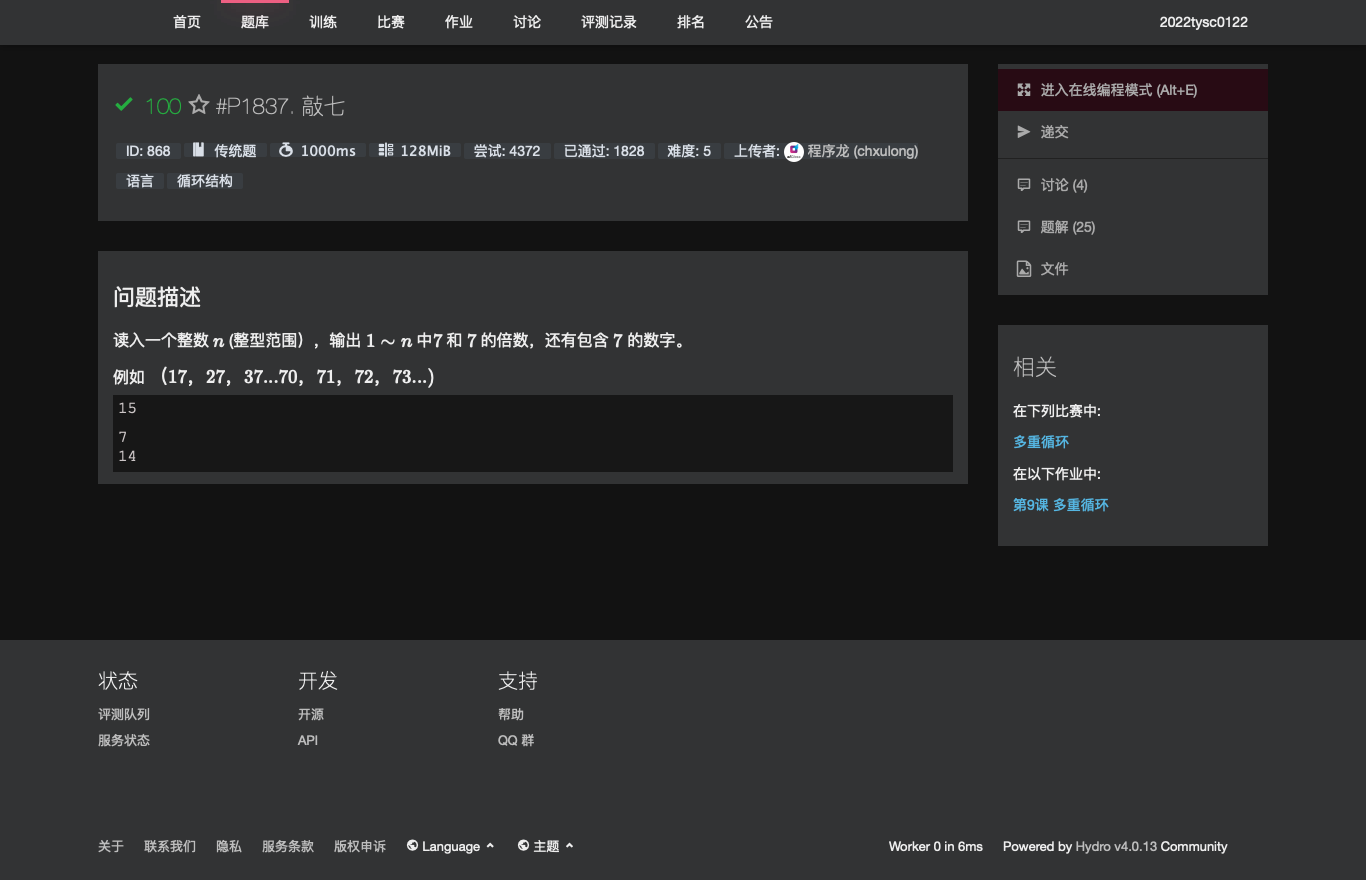 首页 题库 训练 比赛 作业 讨论 评测记录 排名 公告 2022tysc0122
100 #P1837. 敲七
ID: 868 传统题 1000ms 128MiB 尝试: 4372 已通过: 1828 难度: 5 上传者: 程序龙 (chxulong)
语言 循环结构
问题描述
读入一个整数 n (整型范围），输出 1 ∼ n 中7 和 7 的倍数，还有包含 7 的数字。
例如 （17，27，37...70，71，72，73...）
15
7
14
进入在线编程模式 (Alt+E)
递交
讨论 (4)
题解 (25)
文件
相关
在下列比赛中:
多重循环
在以下作业中:
第9课 多重循环
状态 开发 支持
评测队列 开源 帮助
服务状态 API QQ 群
关于 联系我们 隐私 服务条款 版权申诉 Language 主题 Worker 0 in 6ms Powered by Hydro v4.0.13 Community